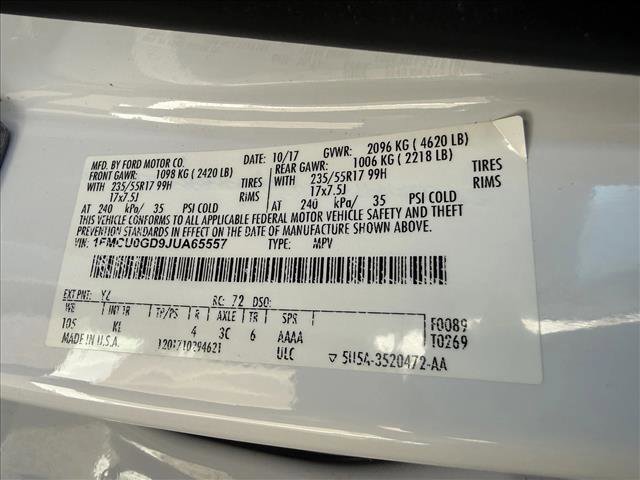 MFD. BY FORD MOTOR CO. 10/17 GVWR: 2096 KG (4620 LB)
FRONT GAWR: 1098 KG (2420 LB) REAR GAWR: 1006 KG (2218 LB)
WITH 235/55R17 99H TIRES WITH 235/55R17 99H TIRES
17x7.5J RIMS 17x7.5J RIMS
AT 240 kPa/ 35 PSI COLD AT 240 kPa/ 35 PSI COLD
THIS VEHICLE CONFORMS TO ALL APPLICABLE FEDERAL MOTOR VEHICLE SAFETY AND THEFT
PREVENTION STANDARDS IN EFFECT ON THE DATE OF MANUFACTURE SHOWN ABOVE.
VIN: 1FMCU0GD9JUA65557 TYPE: MPV
EXT PNT: YZ RC: 72 DSO:
WB INT TR TP/PS R AXLE TR SPR
105 KL 4 3C 6 AAAA F0089
MADE IN U.S.A. ULC T0269
5U5A-3520472-AA